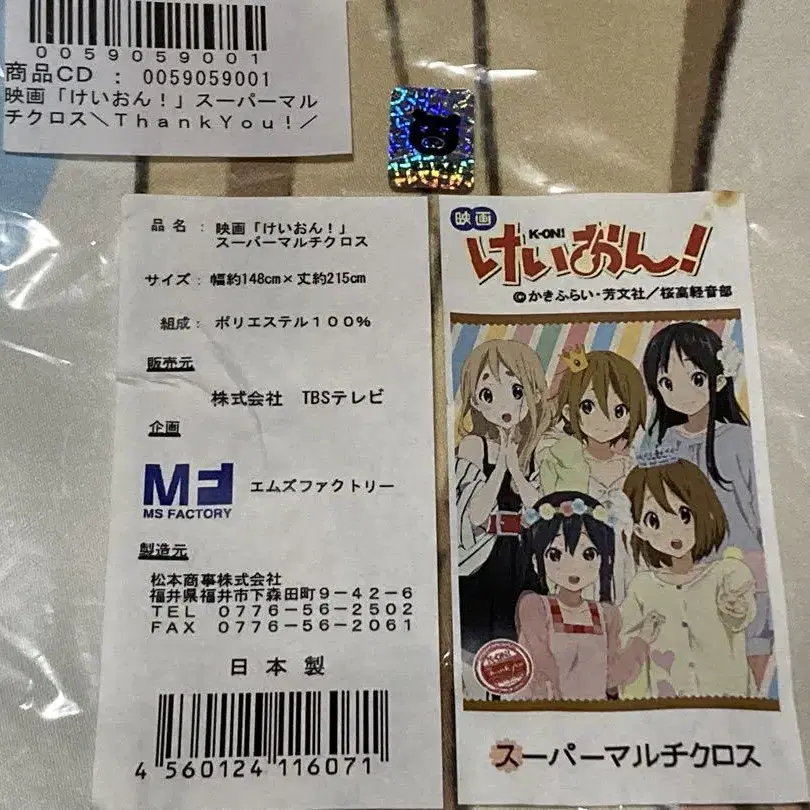 0059059001
商品CD : 0059059001
映画「けいおん!」スーパーマル
チクロス\ThankYou!/
品名: 映画「けいおん!」
スーパーマルチクロス
サイズ: 幅約148cm×丈約215cm
組成: ポリエステル100%
販売元
株式会社 TBSテレビ
企画
MF
MS FACTORY
エムズファクトリー
製造元
松本商事株式会社
福井県福井市下森田町9-42-6
TEL 0776-56-2502
FAX 0776-56-2061
日本製
4 560124 116071
映画
K-ON!
けいおん!
©かきふらい・芳文社/桜高軽音部
K-ON!
Thank you
スーパーマルチクロス